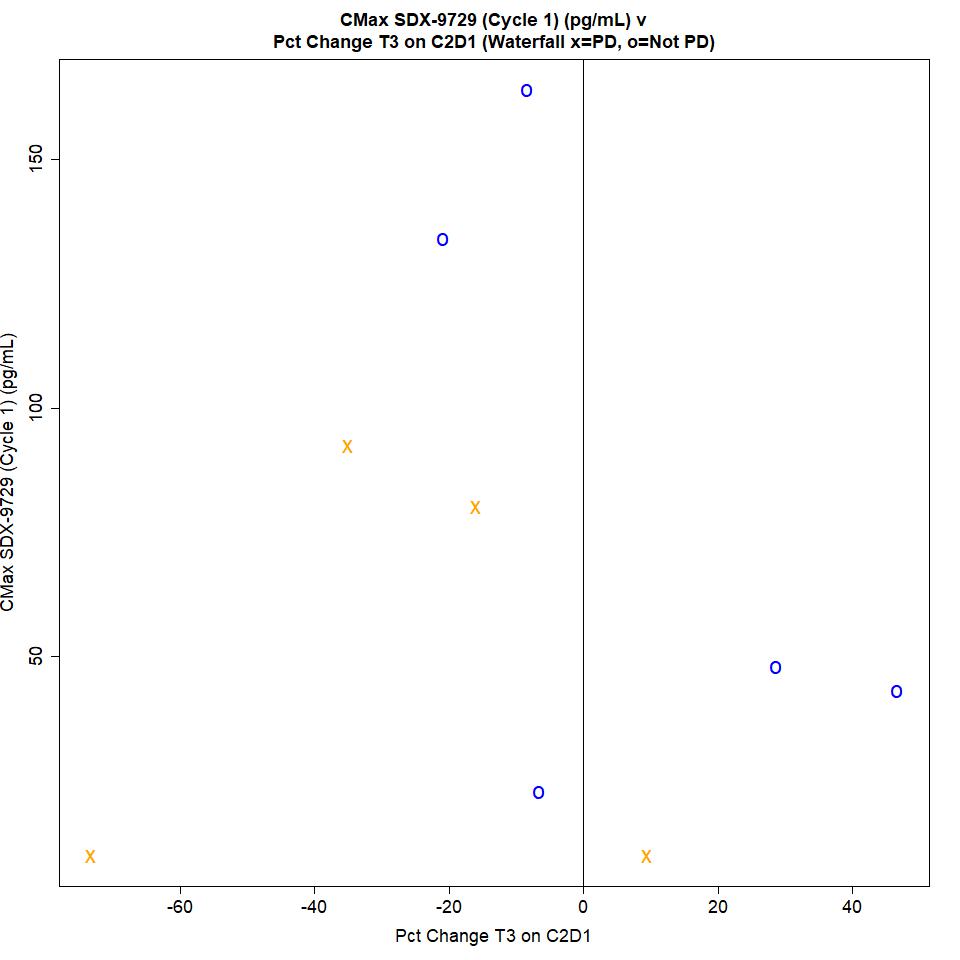 CMax SDX-9729 (Cycle 1) (pg/mL) v
Pct Change T3 on C2D1 (Waterfall x=PD, o=Not PD)
CMax SDX-9729 (Cycle 1) (pg/mL)
150
100
50
o
o
x
x
o
o
o
x
x
-60
-40
-20
0
20
40
Pct Change T3 on C2D1